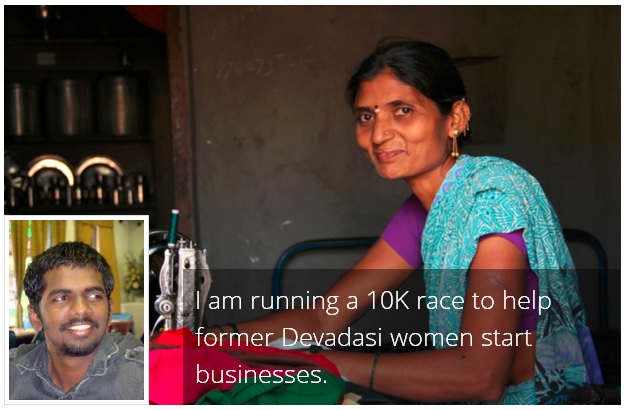 I am running a 10K race to help
former Devadasi women start
businesses.